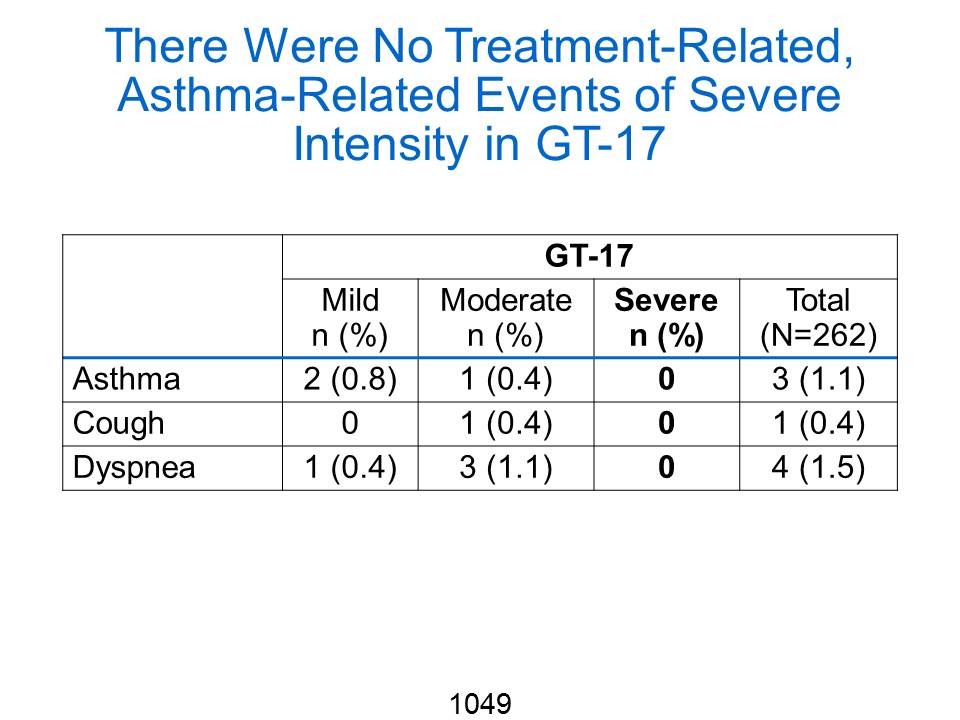 There Were No Treatment-Related,
Asthma-Related Events of Severe
Intensity in GT-17
GT-17
Mild n (%) Moderate n (%) Severe n (%) Total (N=262)
Asthma 2 (0.8) 1 (0.4) 0 3 (1.1)
Cough 0 1 (0.4) 0 1 (0.4)
Dyspnea 1 (0.4) 3 (1.1) 0 4 (1.5)
1049